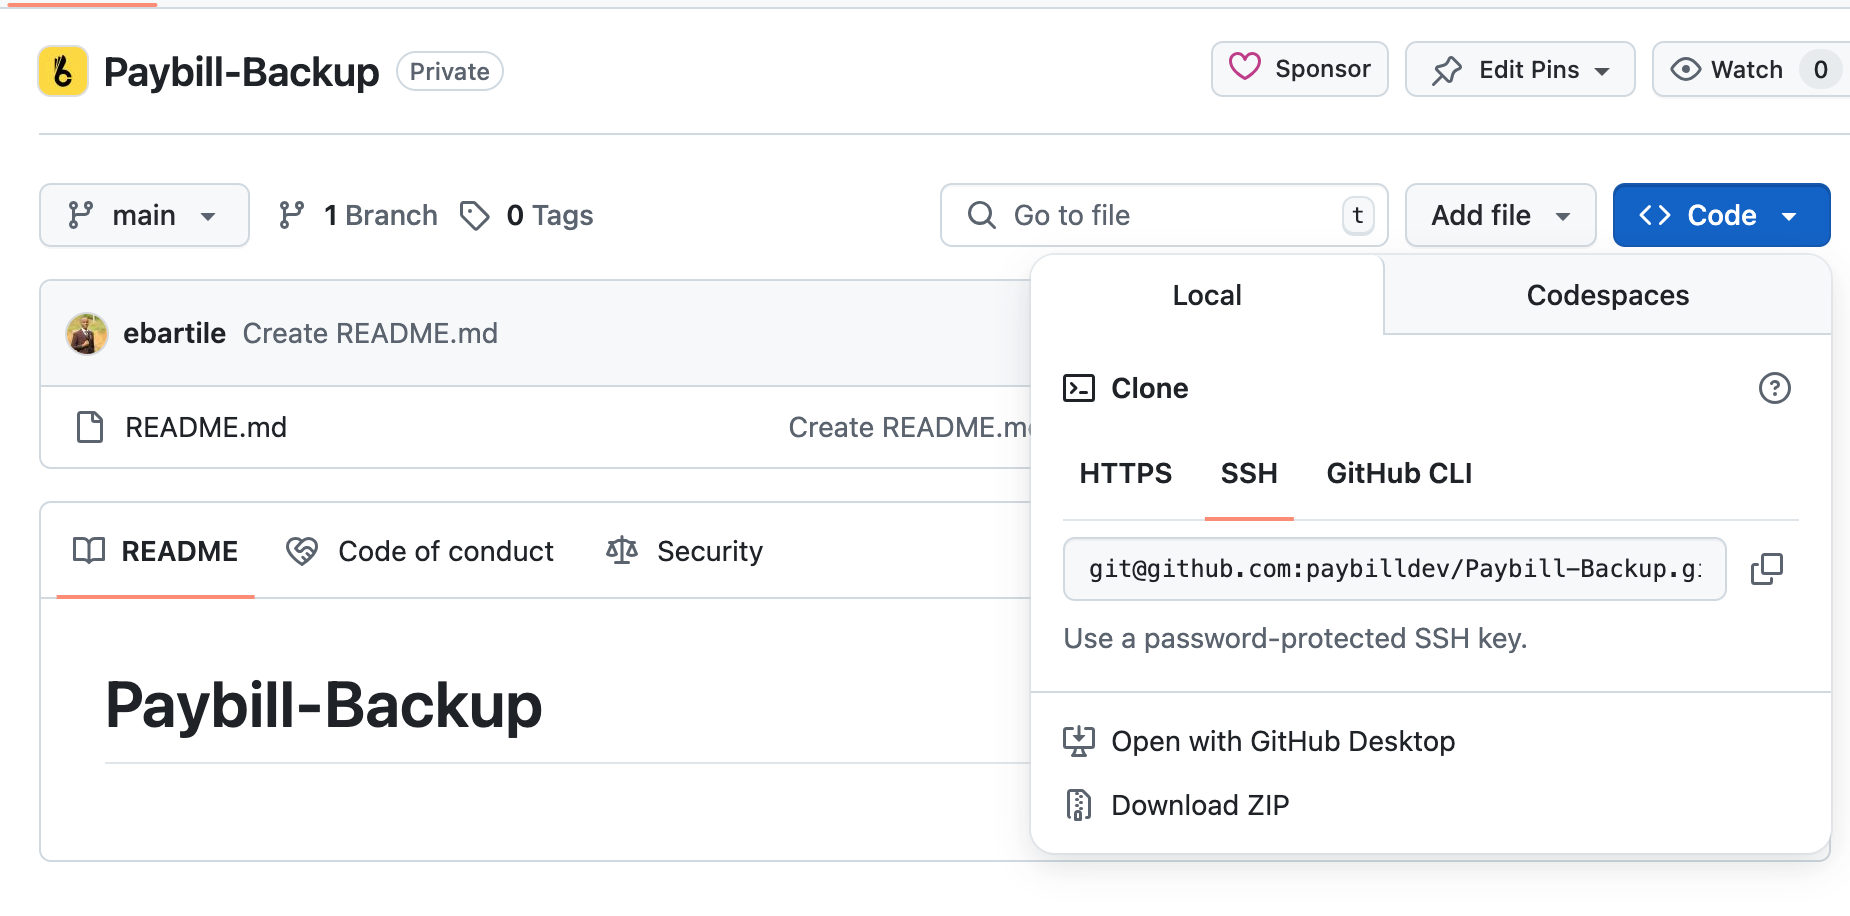 Paybill-Backup Private Sponsor Edit Pins Watch 0
main 1 Branch 0 Tags Go to file t Add file Code
Local Codespaces
ebartile Create README.md
Clone
README.md Create README.m
HTTPS SSH GitHub CLI
README Code of conduct Security
git@github.com:paybilldev/Paybill-Backup.gi
Use a password-protected SSH key.
Paybill-Backup
Open with GitHub Desktop
Download ZIP